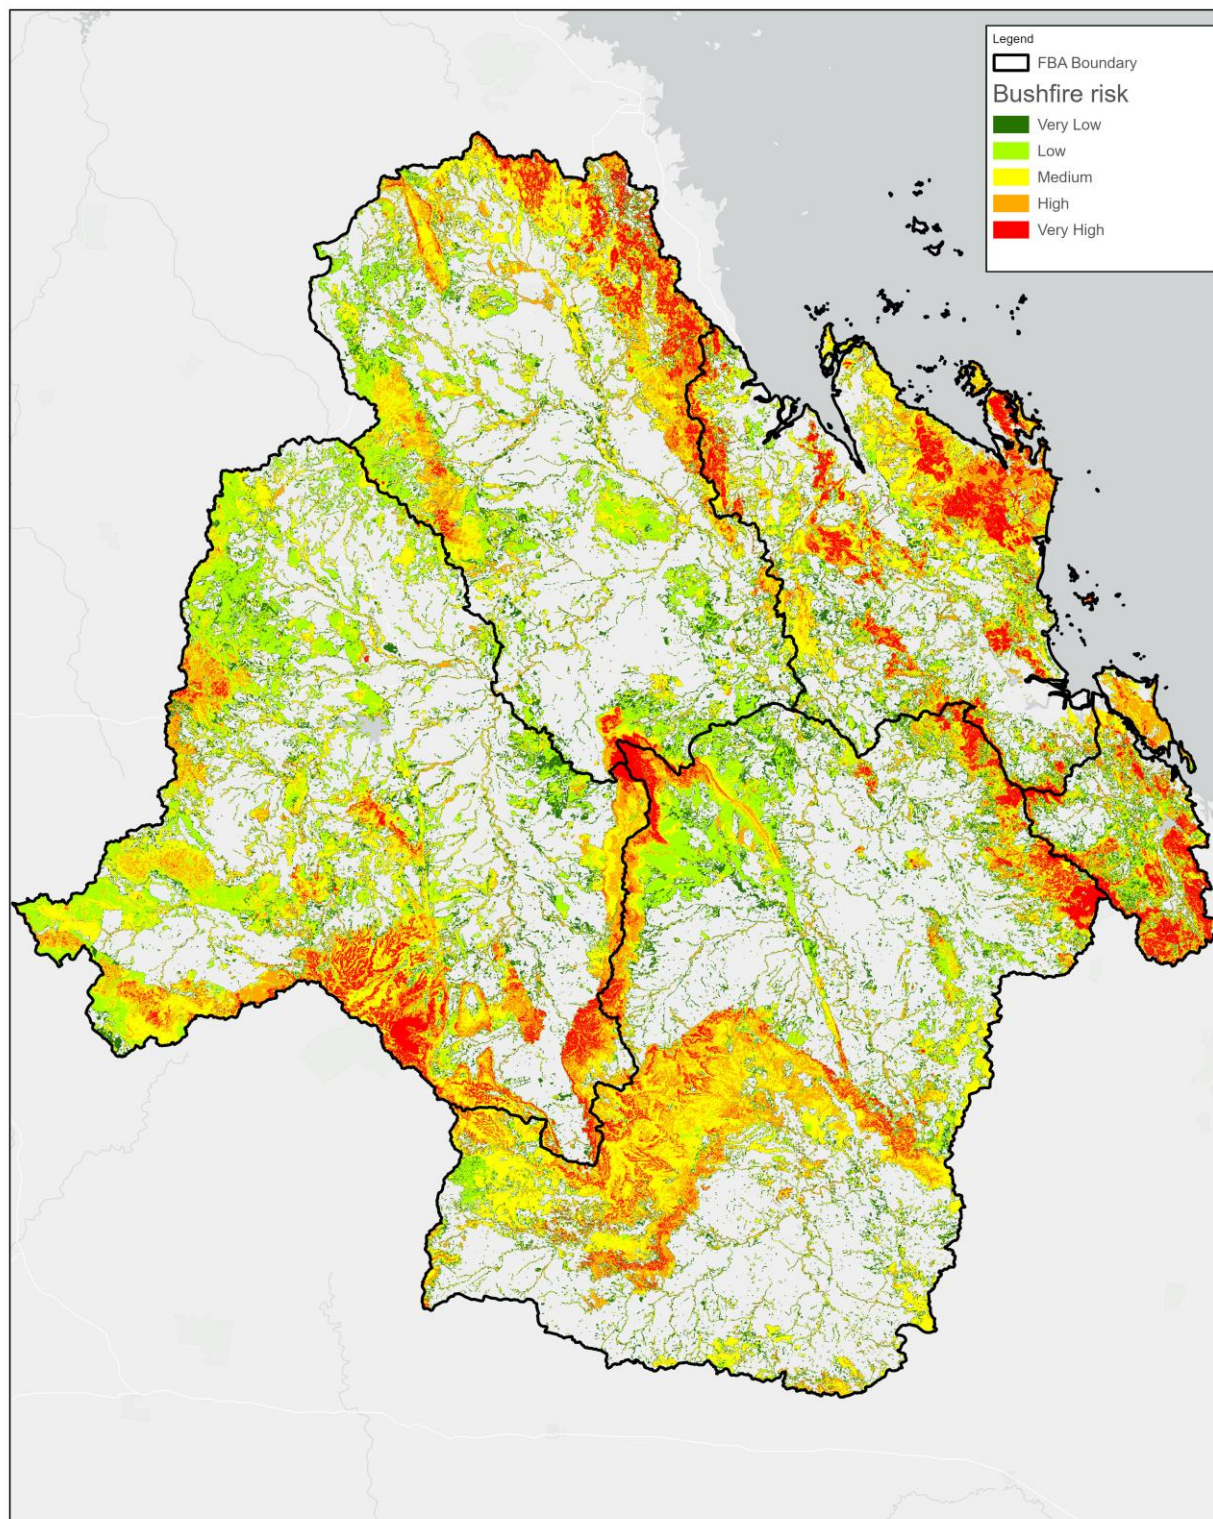 Legend
FBA Boundary
Bushfire risk
Very Low
Low
Medium
High
Very High